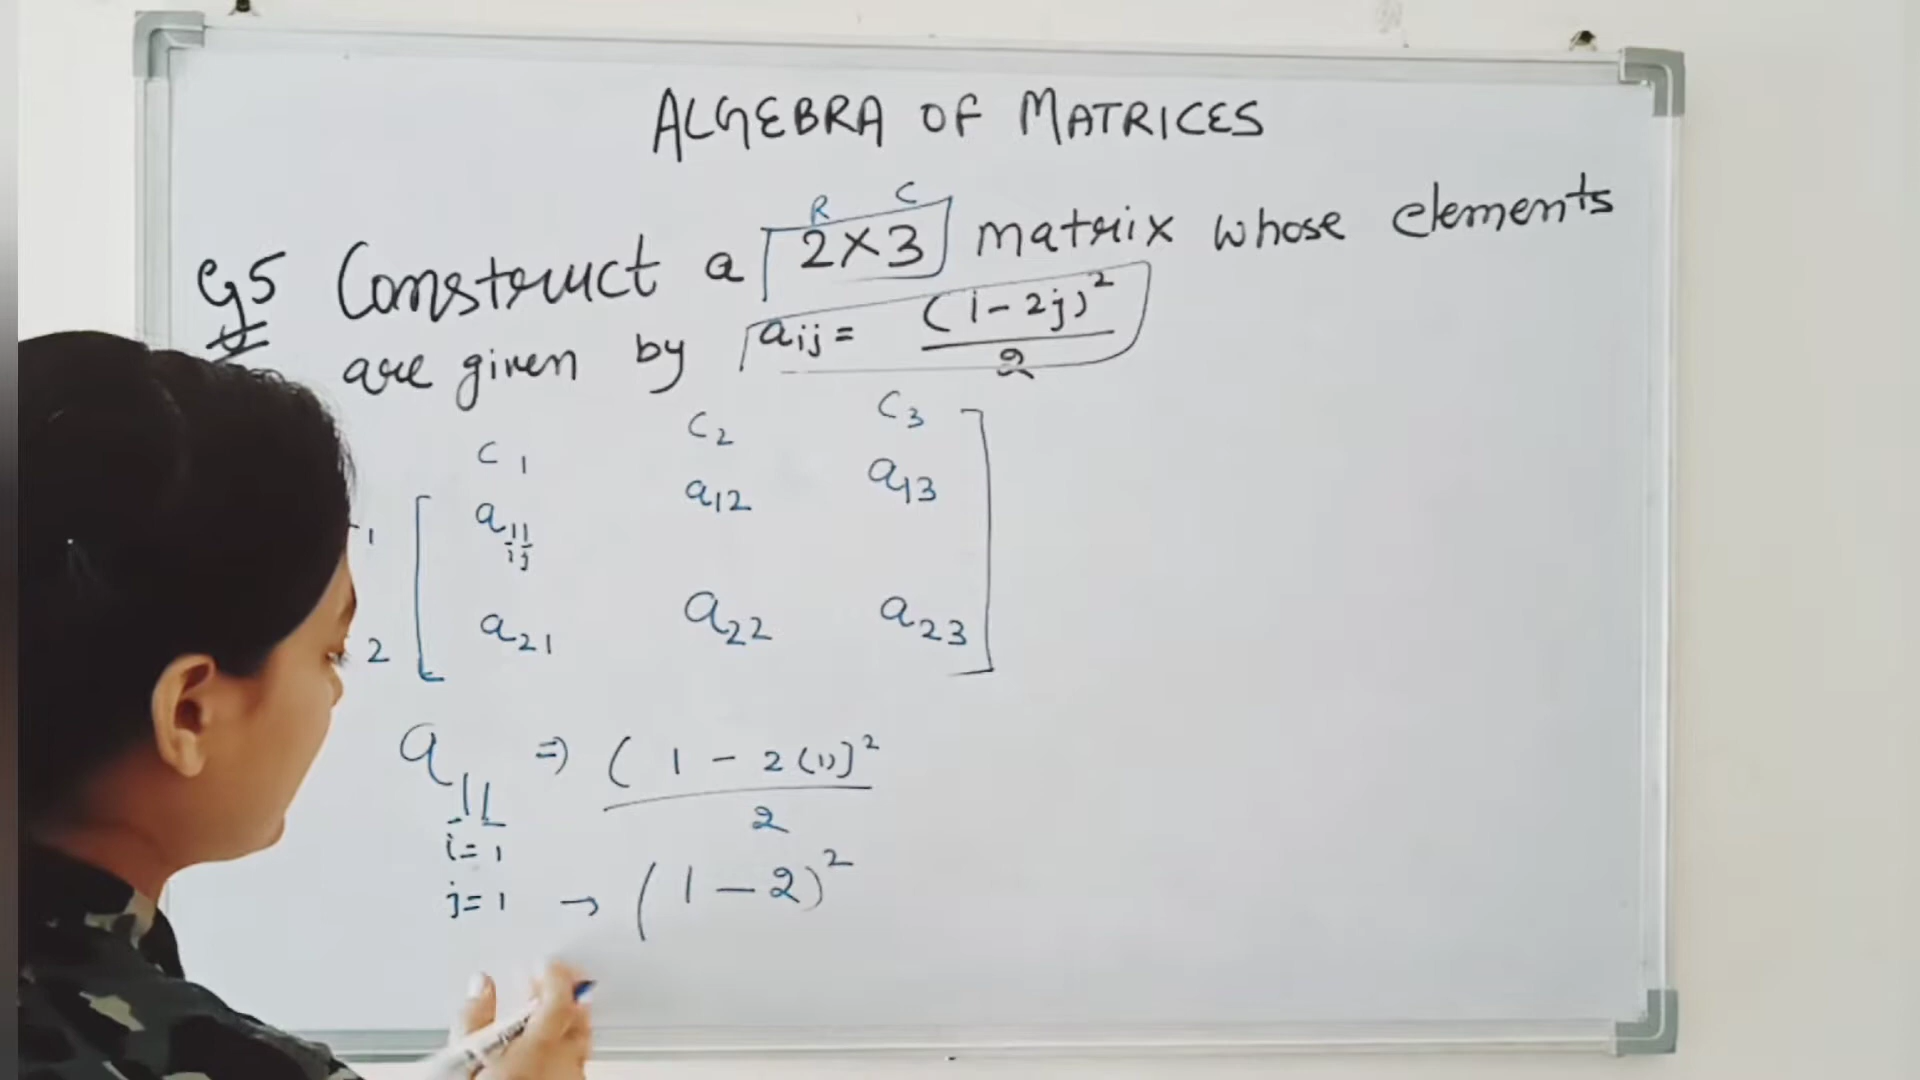 ALGEBRA OF MATRICES
R C
Q5 Construct a 2×3 matrix whose elements
are given by aij = (i-2j)²/2
C1 C2 C3
1 a11 a12 a13
ij
2 a21 a22 a23
a11 => (1 - 2(1)]²/2
i=1
j=1 → (1-2)²